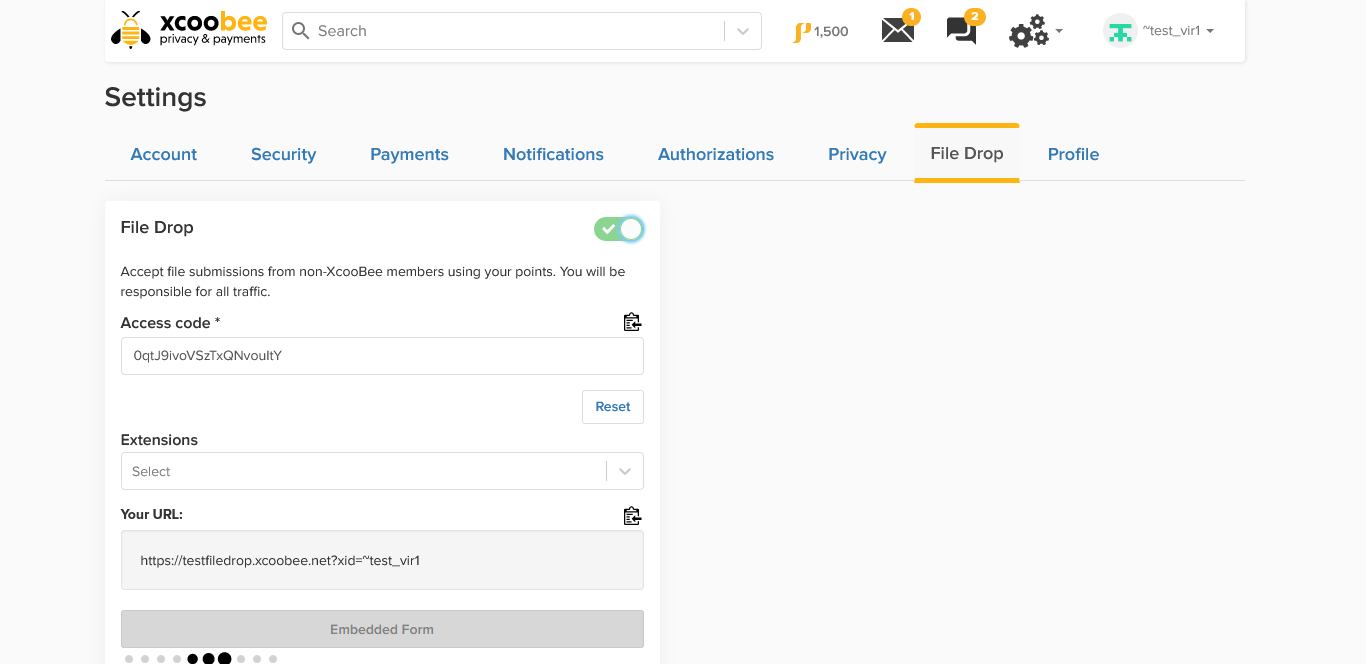 xcoobee
privacy & payments
Search
1,500
1
2
~test_vir1
Settings
Account
Security
Payments
Notifications
Authorizations
Privacy
File Drop
Profile
File Drop
Accept file submissions from non-XcooBee members using your points. You will be
responsible for all traffic.
Access code *
0qtJ9ivoVSzTxQNvouItY
Reset
Extensions
Select
Your URL:
https://testfiledrop.xcoobee.net?xid=~test_vir1
Embedded Form